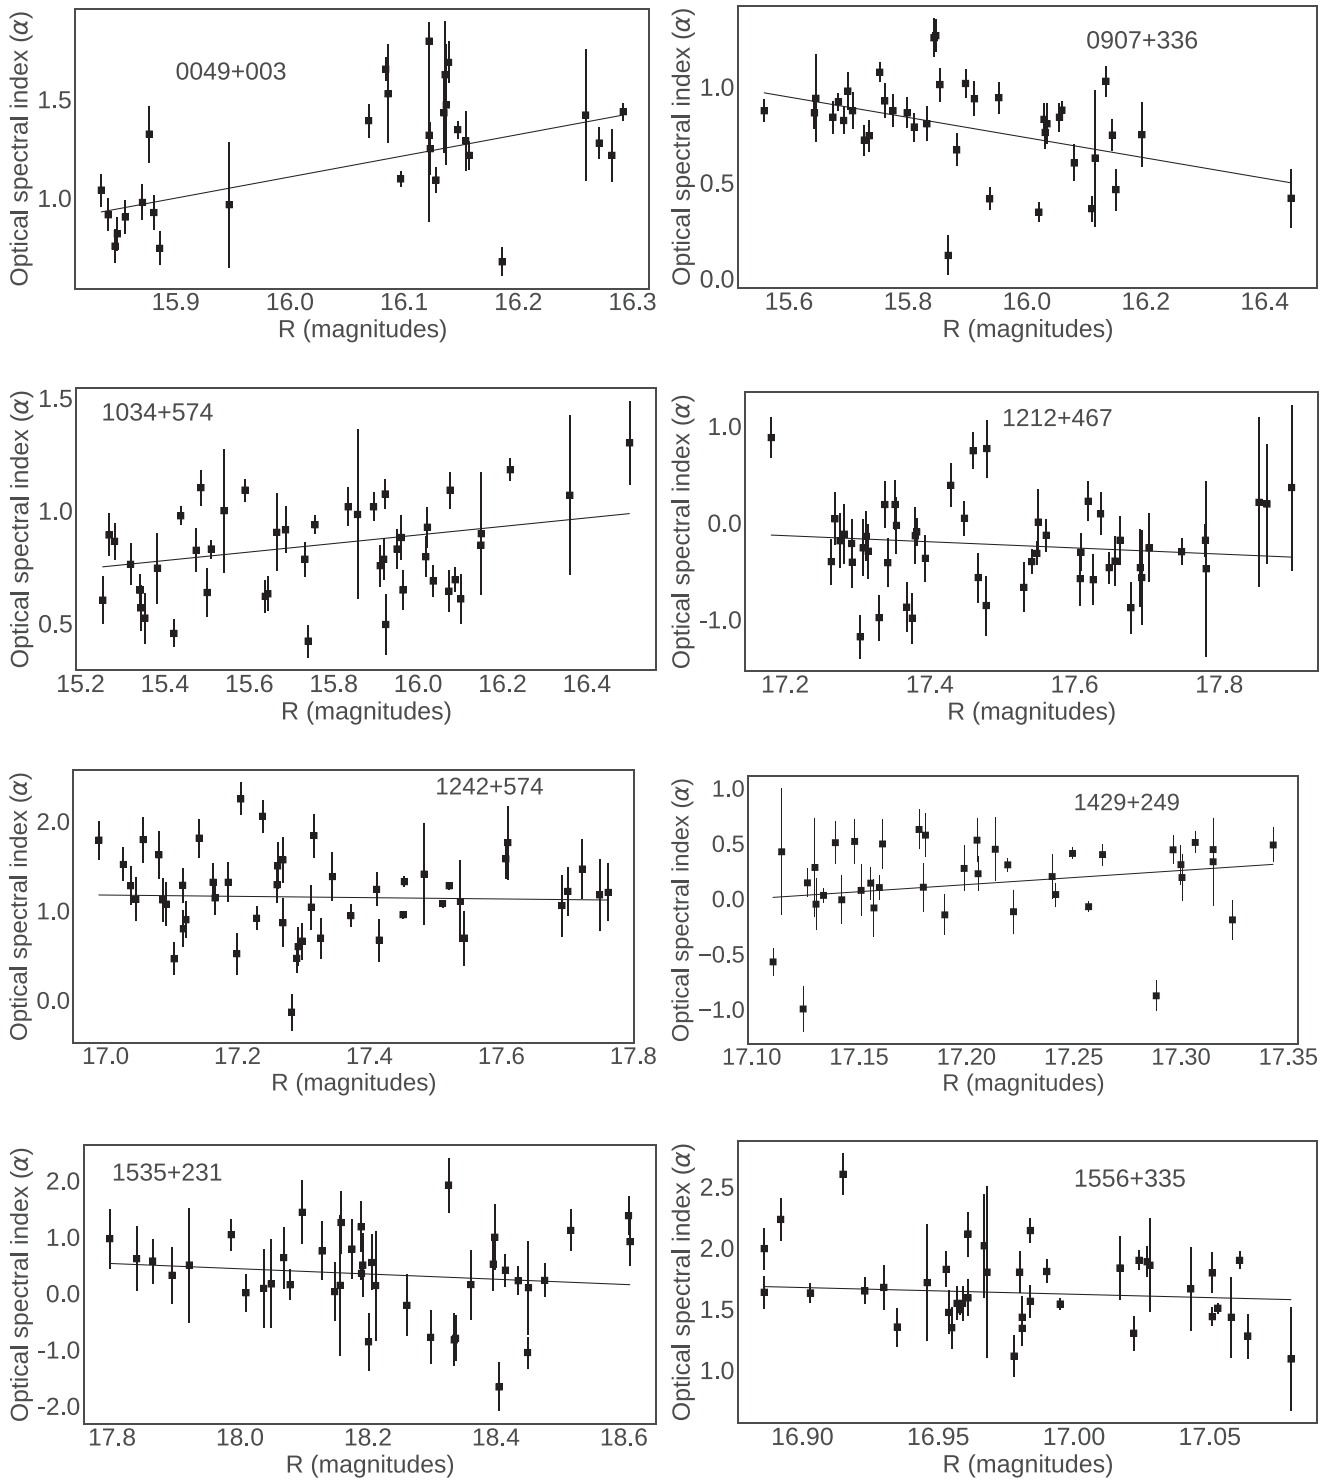 Optical spectral index (α)
0049+003
1.5
1.0
15.9 16.0 16.1 16.2 16.3
R (magnitudes)
Optical spectral index (α)
0907+336
1.0
0.5
0.0
15.6 15.8 16.0 16.2 16.4
R (magnitudes)
Optical spectral index (α)
1034+574
1.5
1.0
0.5
15.2 15.4 15.6 15.8 16.0 16.2 16.4
R (magnitudes)
Optical spectral index (α)
1212+467
1.0
0.0
-1.0
17.2 17.4 17.6 17.8
R (magnitudes)
Optical spectral index (α)
1242+574
2.0
1.0
0.0
17.0 17.2 17.4 17.6 17.8
R (magnitudes)
Optical spectral index (α)
1429+249
1.0
0.5
0.0
−0.5
−1.0
17.10 17.15 17.20 17.25 17.30 17.35
R (magnitudes)
Optical spectral index (α)
1535+231
2.0
1.0
0.0
-1.0
-2.0
17.8 18.0 18.2 18.4 18.6
R (magnitudes)
Optical spectral index (α)
1556+335
2.5
2.0
1.5
1.0
16.90 16.95 17.00 17.05
R (magnitudes)